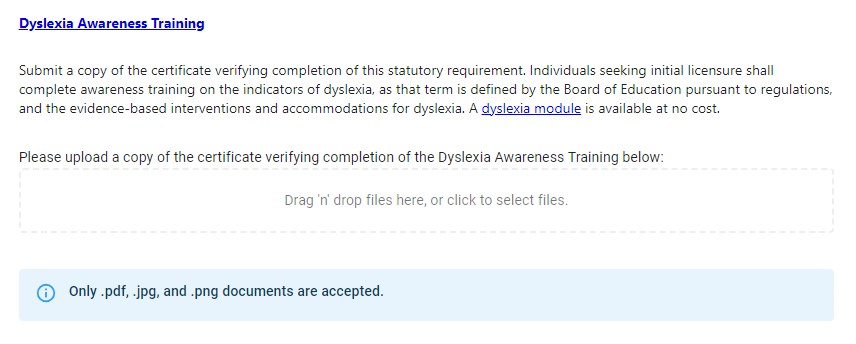 Dyslexia Awareness Training
Submit a copy of the certificate verifying completion of this statutory requirement. Individuals seeking initial licensure shall
complete awareness training on the indicators of dyslexia, as that term is defined by the Board of Education pursuant to regulations,
and the evidence-based interventions and accommodations for dyslexia. A dyslexia module is available at no cost.
Please upload a copy of the certificate verifying completion of the Dyslexia Awareness Training below:
Drag 'n' drop files here, or click to select files.
Only .pdf, .jpg, and .png documents are accepted.